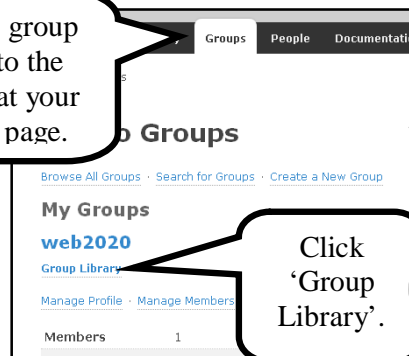 group
to the
at your
page.
Groups People Documentati
o Groups
Browse All Groups · Search for Groups · Create a New Group
My Groups
web2020
Group Library
Manage Profile · Manage Members
Members 1
Click
‘Group
Library’.